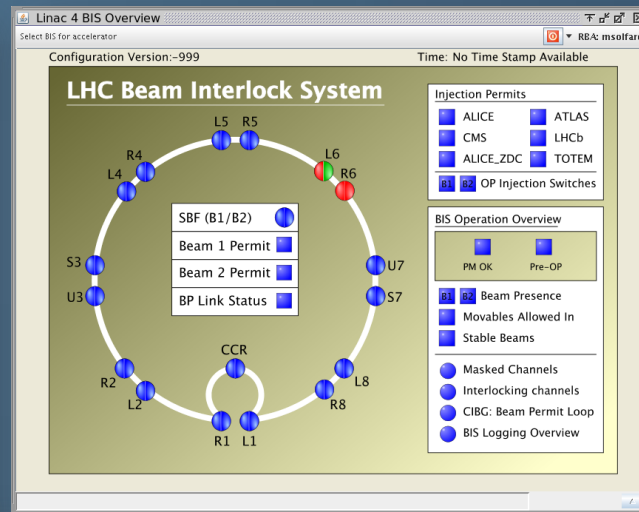 Linac 4 BIS Overview
Select BIS for accelerator
RBA: msolfar
Configuration Version:-999
Time: No Time Stamp Available
LHC Beam Interlock System
L5 R5
R4
L6
L4
R6
S3
U7
U3
S7
R2
L8
L2
R8
CCR
R1 L1
SBF (B1/B2)
Beam 1 Permit
Beam 2 Permit
BP Link Status
Injection Permits
ALICE ATLAS
CMS LHCb
ALICE_ZDC TOTEM
B1 B2 OP Injection Switches
BIS Operation Overview
PM OK Pre-OP
B1 B2 Beam Presence
Movables Allowed In
Stable Beams
Masked Channels
Interlocking channels
CIBG: Beam Permit Loop
BIS Logging Overview